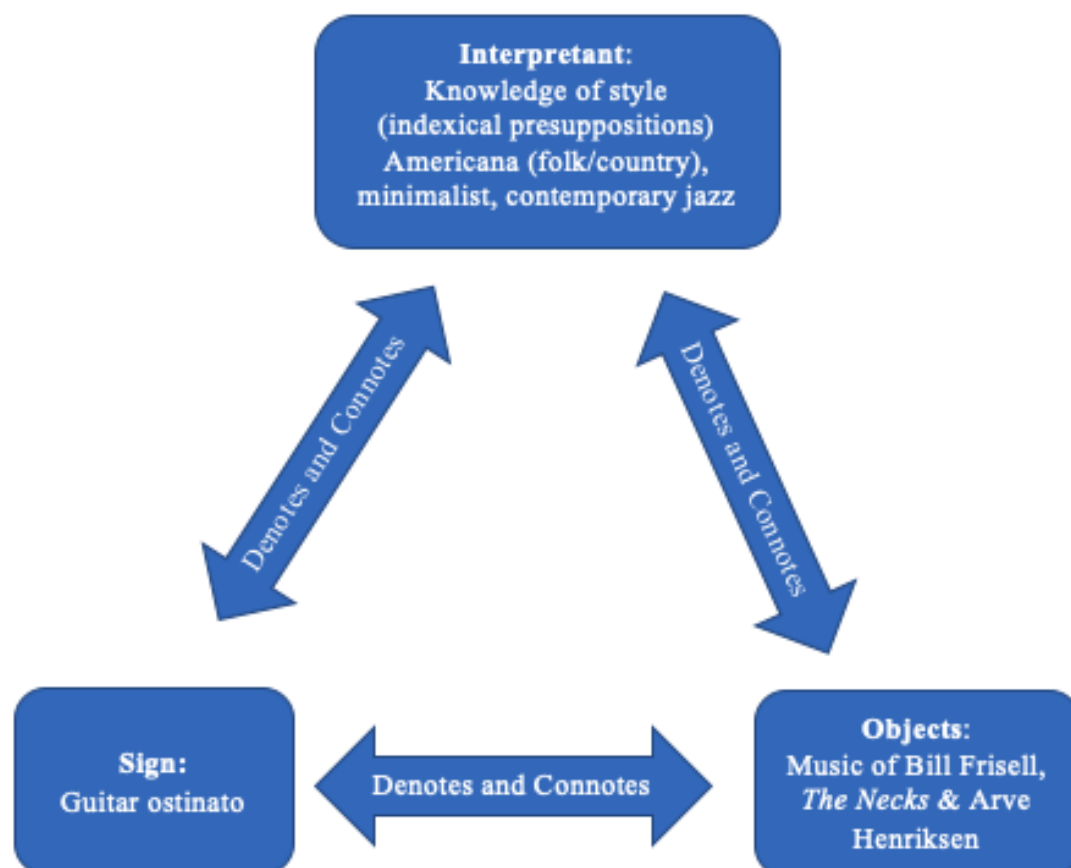 Interpretant:
Knowledge of style
(indexical presuppositions)
Americana (folk/country),
minimalist, contemporary jazz
Denotes and Connotes
Denotes and Connotes
Sign:
Guitar ostinato
Denotes and Connotes
Objects:
Music of Bill Frisell,
The Necks & Arve
Henriksen